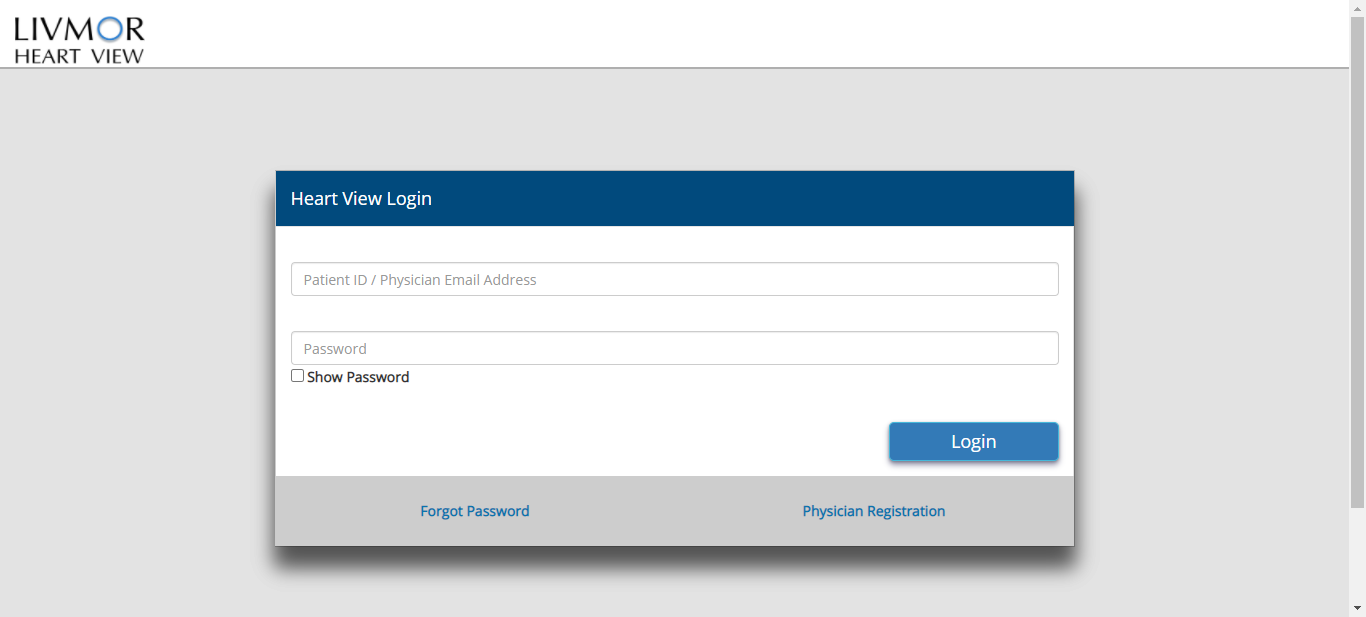 LIVMOR
HEART VIEW
Heart View Login
Patient ID / Physician Email Address
Password
Show Password
Login
Forgot Password
Physician Registration